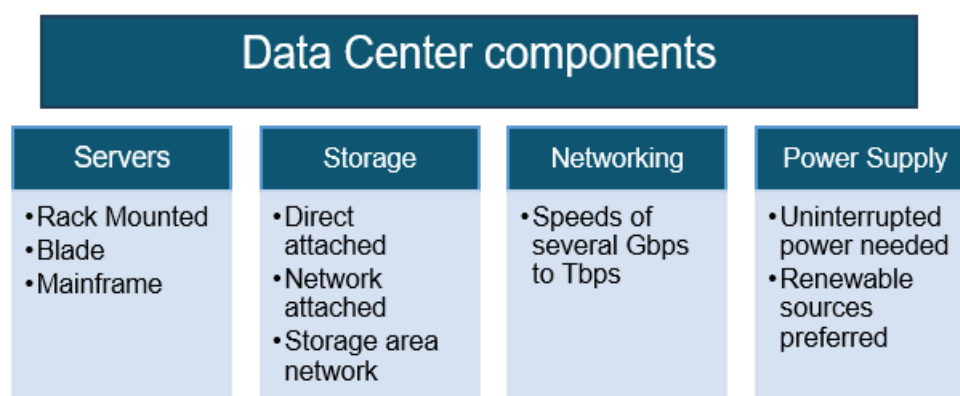 Data Center components
Servers
•Rack Mounted
•Blade
•Mainframe
Storage
•Direct
attached
•Network
attached
•Storage area
network
Networking
•Speeds of
several Gbps
to Tbps
Power Supply
•Uninterrupted
power needed
•Renewable
sources
preferred